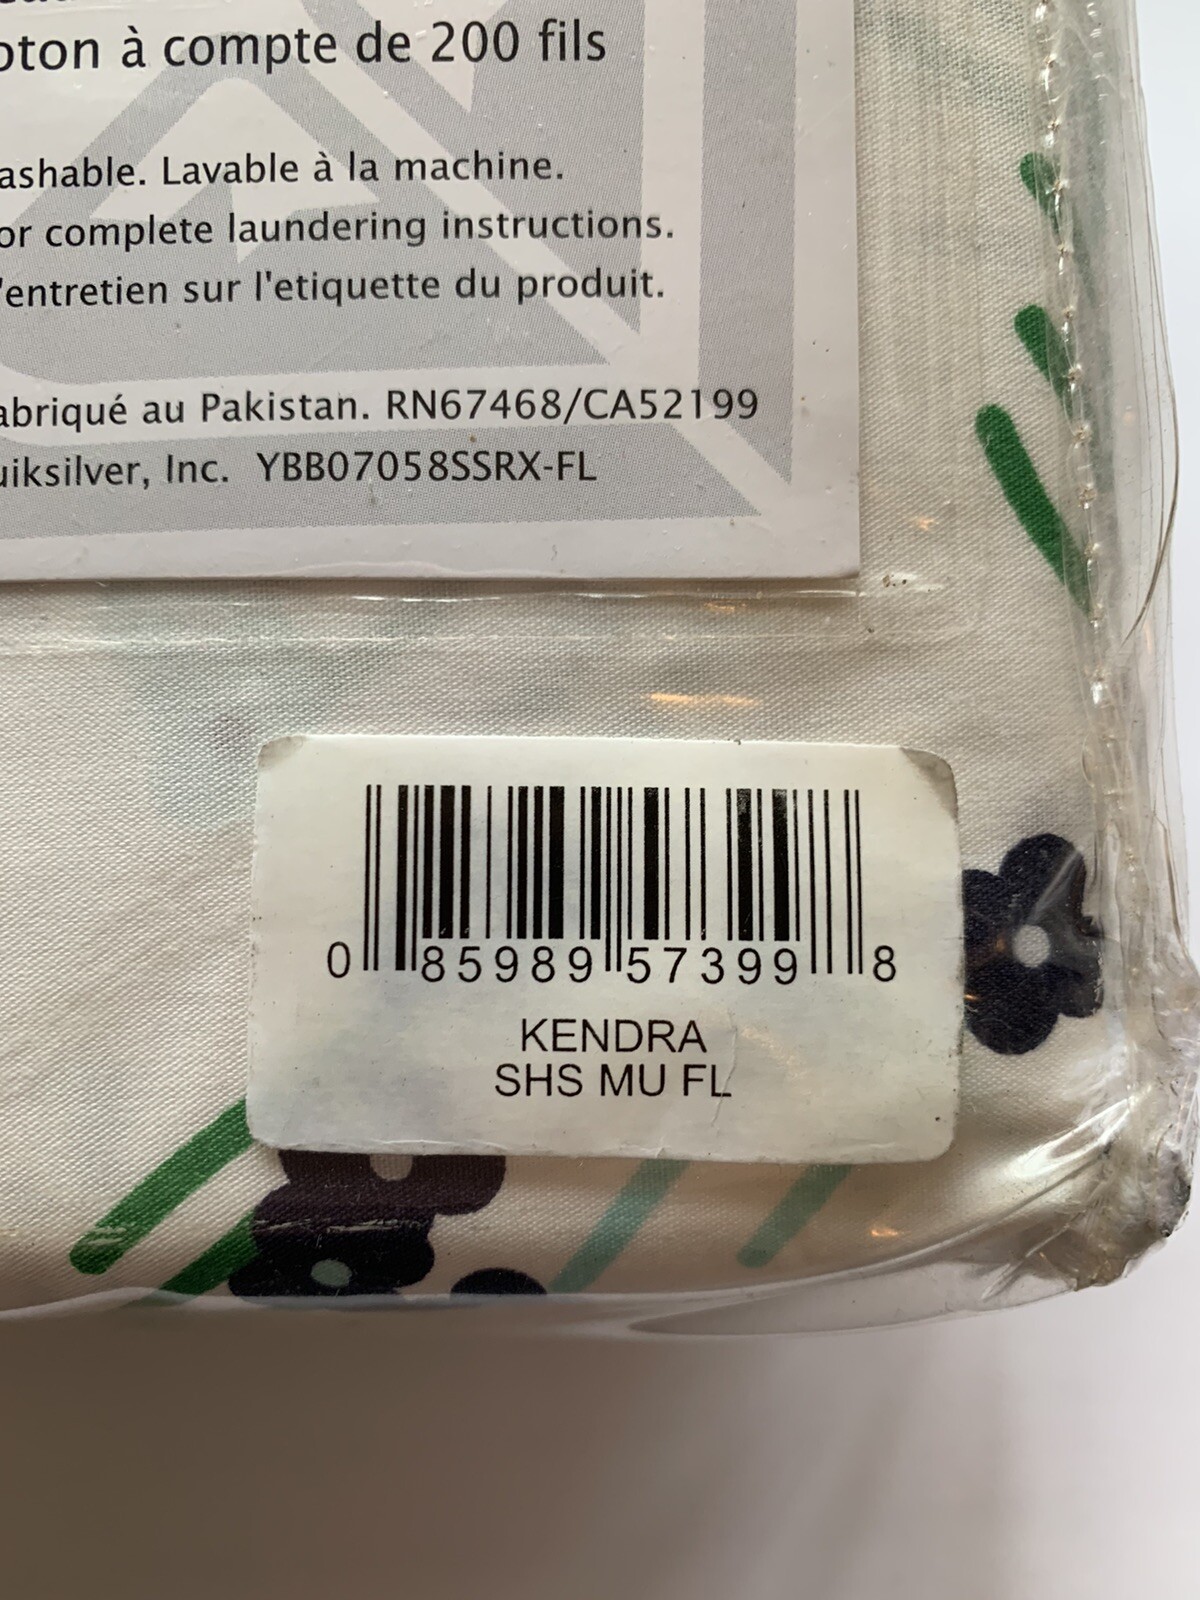 oton à compte de 200 fils
ashable. Lavable à la machine.
or complete laundering instructions.
'entretien sur l'etiquette du produit.
abriqué au Pakistan. RN67468/CA52199
uiksilver, Inc. YBB07058SSRX-FL
0 85989 57399 8
KENDRA
SHS MU FL